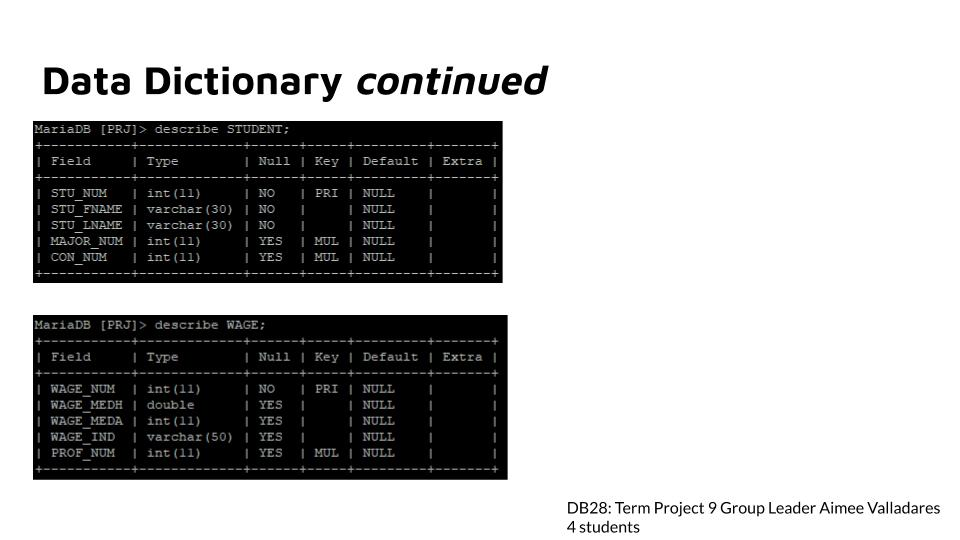 Data Dictionary continued
MariaDB [PRJ]> describe STUDENT;
+-----------+-------------+------+-----+---------+-------+
| Field     | Type        | Null | Key | Default | Extra |
+-----------+-------------+------+-----+---------+-------+
| STU_NUM   | int(11)     | NO   | PRI | NULL    |       |
| STU_FNAME | varchar(30) | NO   |     | NULL    |       |
| STU_LNAME | varchar(30) | NO   |     | NULL    |       |
| MAJOR_NUM | int(11)     | YES  | MUL | NULL    |       |
| CON_NUM   | int(11)     | YES  | MUL | NULL    |       |
+-----------+-------------+------+-----+---------+-------+
MariaDB [PRJ]> describe WAGE;
+-----------+-------------+------+-----+---------+-------+
| Field     | Type        | Null | Key | Default | Extra |
+-----------+-------------+------+-----+---------+-------+
| WAGE_NUM  | int(11)     | NO   | PRI | NULL    |       |
| WAGE_MEDH | double      | YES  |     | NULL    |       |
| WAGE_MEDA | int(11)     | YES  |     | NULL    |       |
| WAGE_IND  | varchar(50) | YES  |     | NULL    |       |
| PROF_NUM  | int(11)     | YES  | MUL | NULL    |       |
+-----------+-------------+------+-----+---------+-------+
DB28: Term Project 9 Group Leader Aimee Valladares
4 students